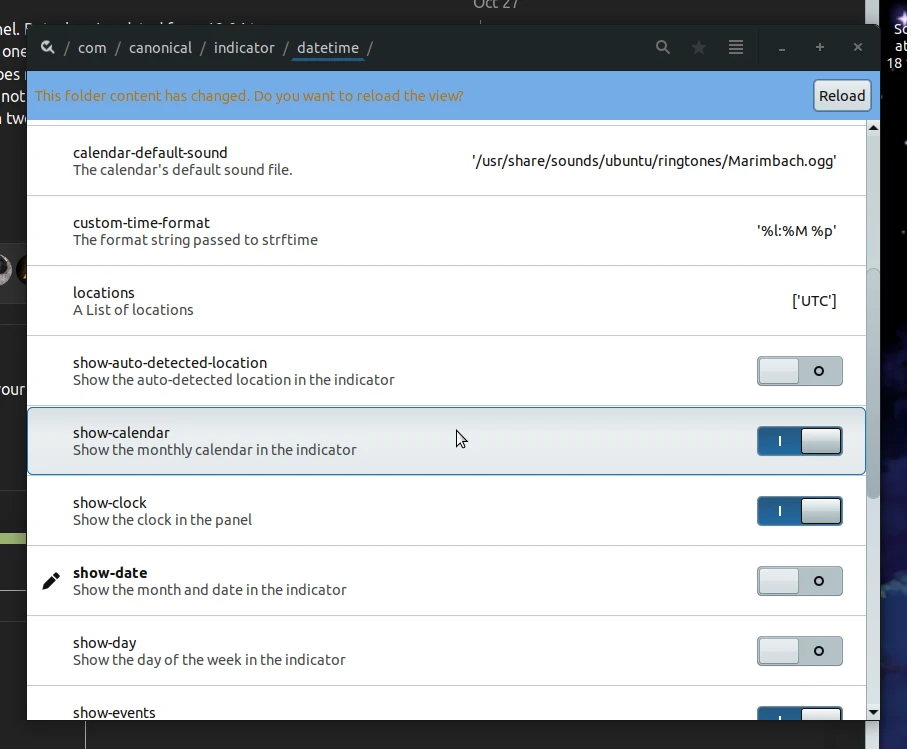 Oct 27
/ com / canonical / indicator / datetime /
This folder content has changed. Do you want to reload the view?
Reload
calendar-default-sound
The calendar's default sound file.
'/usr/share/sounds/ubuntu/ringtones/Marimbach.ogg'
custom-time-format
The format string passed to strftime
'%l:%M %p'
locations
A List of locations
['UTC']
show-auto-detected-location
Show the auto-detected location in the indicator
show-calendar
Show the monthly calendar in the indicator
show-clock
Show the clock in the panel
show-date
Show the month and date in the indicator
show-day
Show the day of the week in the indicator
show-events
one
not
your
at
18